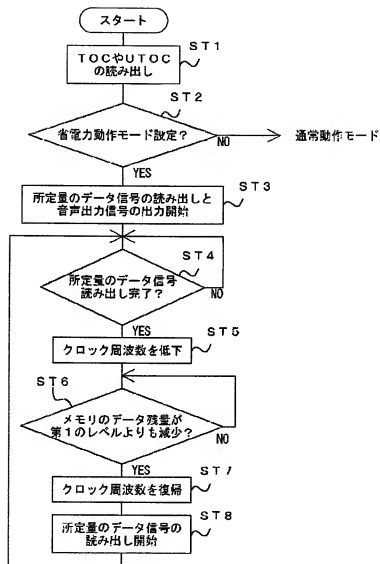 スタート
ST1
TOCやUTOC
の読み出し
ST2
省電力動作モード設定?
NO
通常動作モード
YES
ST3
所定量のデータ信号の読み出しと
音声出力信号の出力開始
ST4
所定量のデータ信号
読み出し完了?
NO
YES
ST5
クロック周波数を低下
ST6
メモリのデータ残量が
第1のレベルよりも減少?
NO
YES
ST7
クロック周波数を復帰
ST8
所定量のデータ信号の
読み出し開始